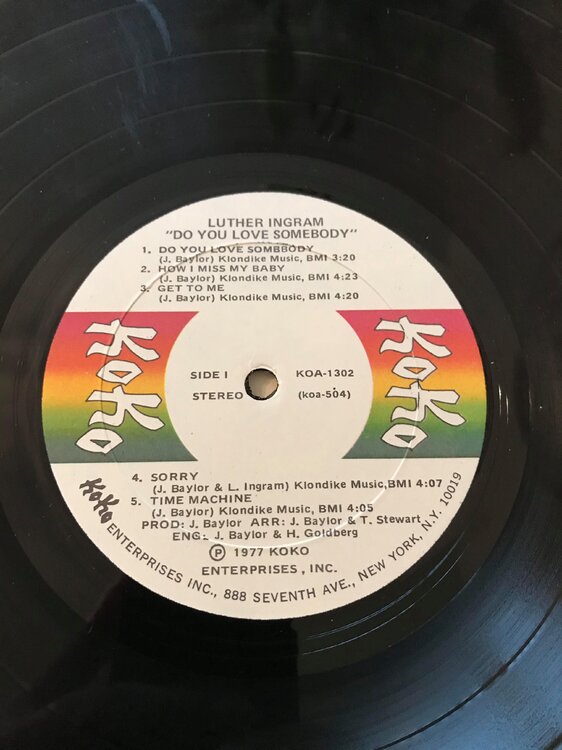 LUTHER INGRAM
"DO YOU LOVE SOMEBODY"
1. DO YOU LOVE SOMEBODY
(J. Baylor) Klondike Music, BMI 3:20
2. HOW I MISS MY BABY
(J. Baylor) Klondike Music, BMI 4:23
3. GET TO ME
(J. Baylor) Klondike Music, BMI 4:20
KoKo
KoKo
SIDE I
KOA-1302
STEREO
(koa-504)
4. SORRY
(J. Baylor & L. Ingram) Klondike Music,BMI 4:07
5. TIME MACHINE
(J. Baylor) Klondike Music, BMI 4:05
PROD: J. Baylor ARR: J. Baylor & T. Stewart
ENG: J. Baylor & H. Goldberg
Ⓟ 1977 KOKO
ENTERPRISES, INC.
KoKo ENTERPRISES INC., 888 SEVENTH AVE., NEW YORK, N.Y. 10019